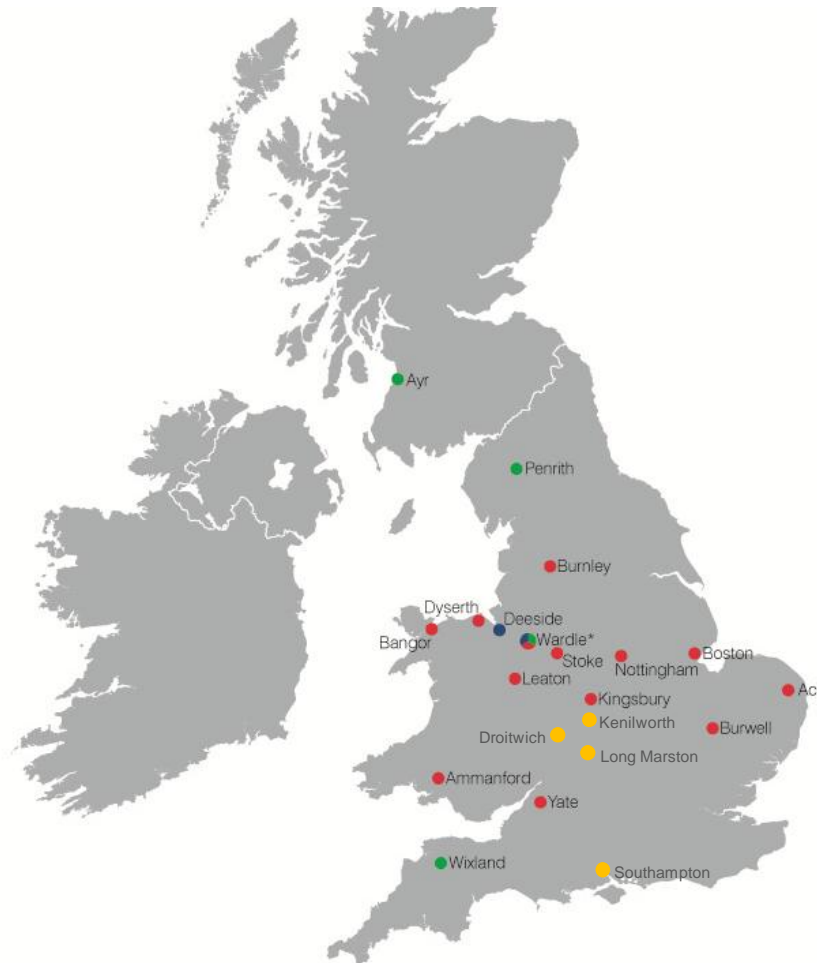 Ayr
Penrith
Burnley
Dyserth
Deeside
Bangor
Wardle*
Stoke
Nottingham
Boston
Leaton
Ac
Kingsbury
Kenilworth
Burwell
Droitwich
Long Marston
Ammanford
Yate
Wixland
Southampton